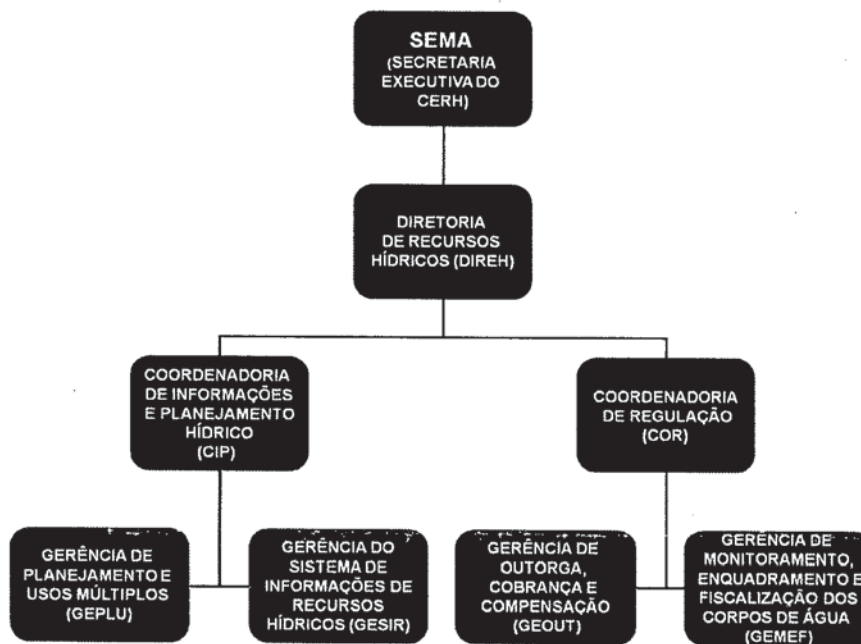 SEMA
(SECRETARIA
EXECUTIVA DO
CERH)
DIRETORIA
DE RECURSOS
HÍDRICOS (DIREH)
COORDENADORIA
DE INFORMAÇÕES
E PLANEJAMENTO
HÍDRICO
(CIP)
COORDENADORIA
DE REGULAÇÃO
(COR)
GERÊNCIA DE
PLANEJAMENTO E
USOS MÚLTIPLOS
(GEPLU)
GERÊNCIA DO
SISTEMA DE
INFORMAÇÕES DE
RECURSOS
HÍDRICOS (GESIR)
GERÊNCIA DE
OUTORGA,
COBRANÇA E
COMPENSAÇÃO
(GEOUT)
GERÊNCIA DE
MONITORAMENTO,
ENQUADRAMENTO E
FISCALIZAÇÃO DOS
CORPOS DE ÁGUA
(GEMEF)